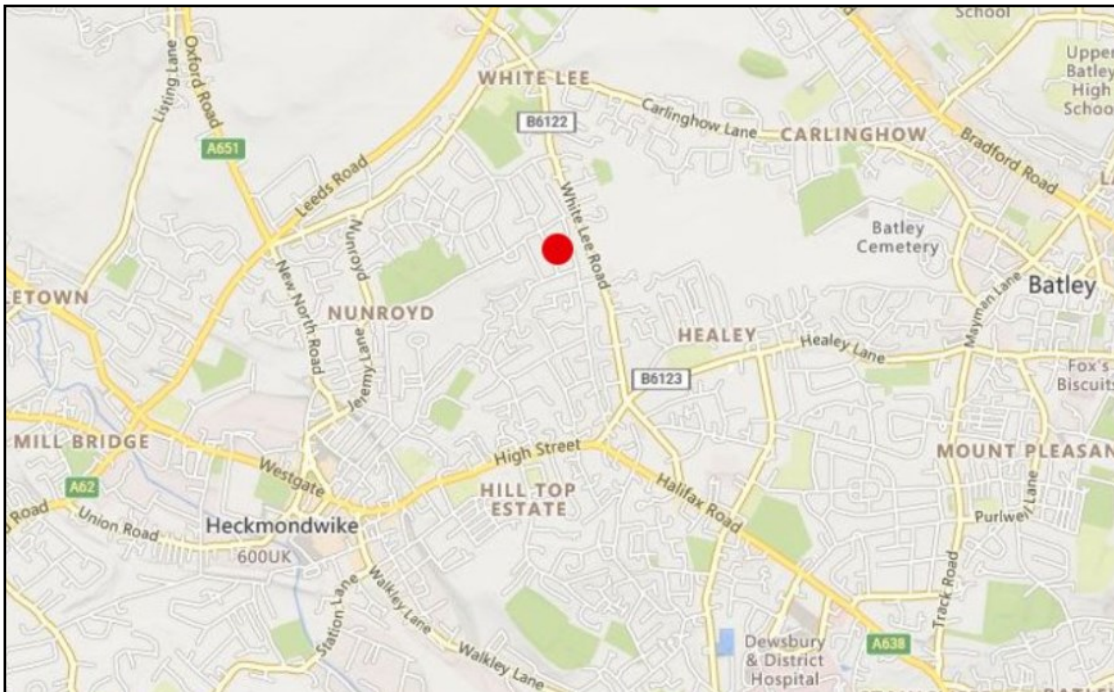 School
Upper
Batley
High
School
Listing Lane
Oxford Road
WHITE LEE
B6122
Carlinghow Lane
CARLINGHOW
Bradford Road
A651
Leeds Road
White Lee Road
Batley
Cemetery
Nunroyd
New North Road
NUNROYD
Jeremy Lane
LETOWN
Batley
Mayman Lane
HEALEY
Healey Lane
Fox's
Biscuits
B6123
MILL BRIDGE
High Street
MOUNT PLEASAN
Westgate
HILL TOP
ESTATE
Halifax Road
A62
Road
Union Road
Heckmondwike
600UK
Purlwell Lane
Walkley Lane
Station Lane
Track Road
Walkley Lane
Dewsbury
& District
Hospital
A638